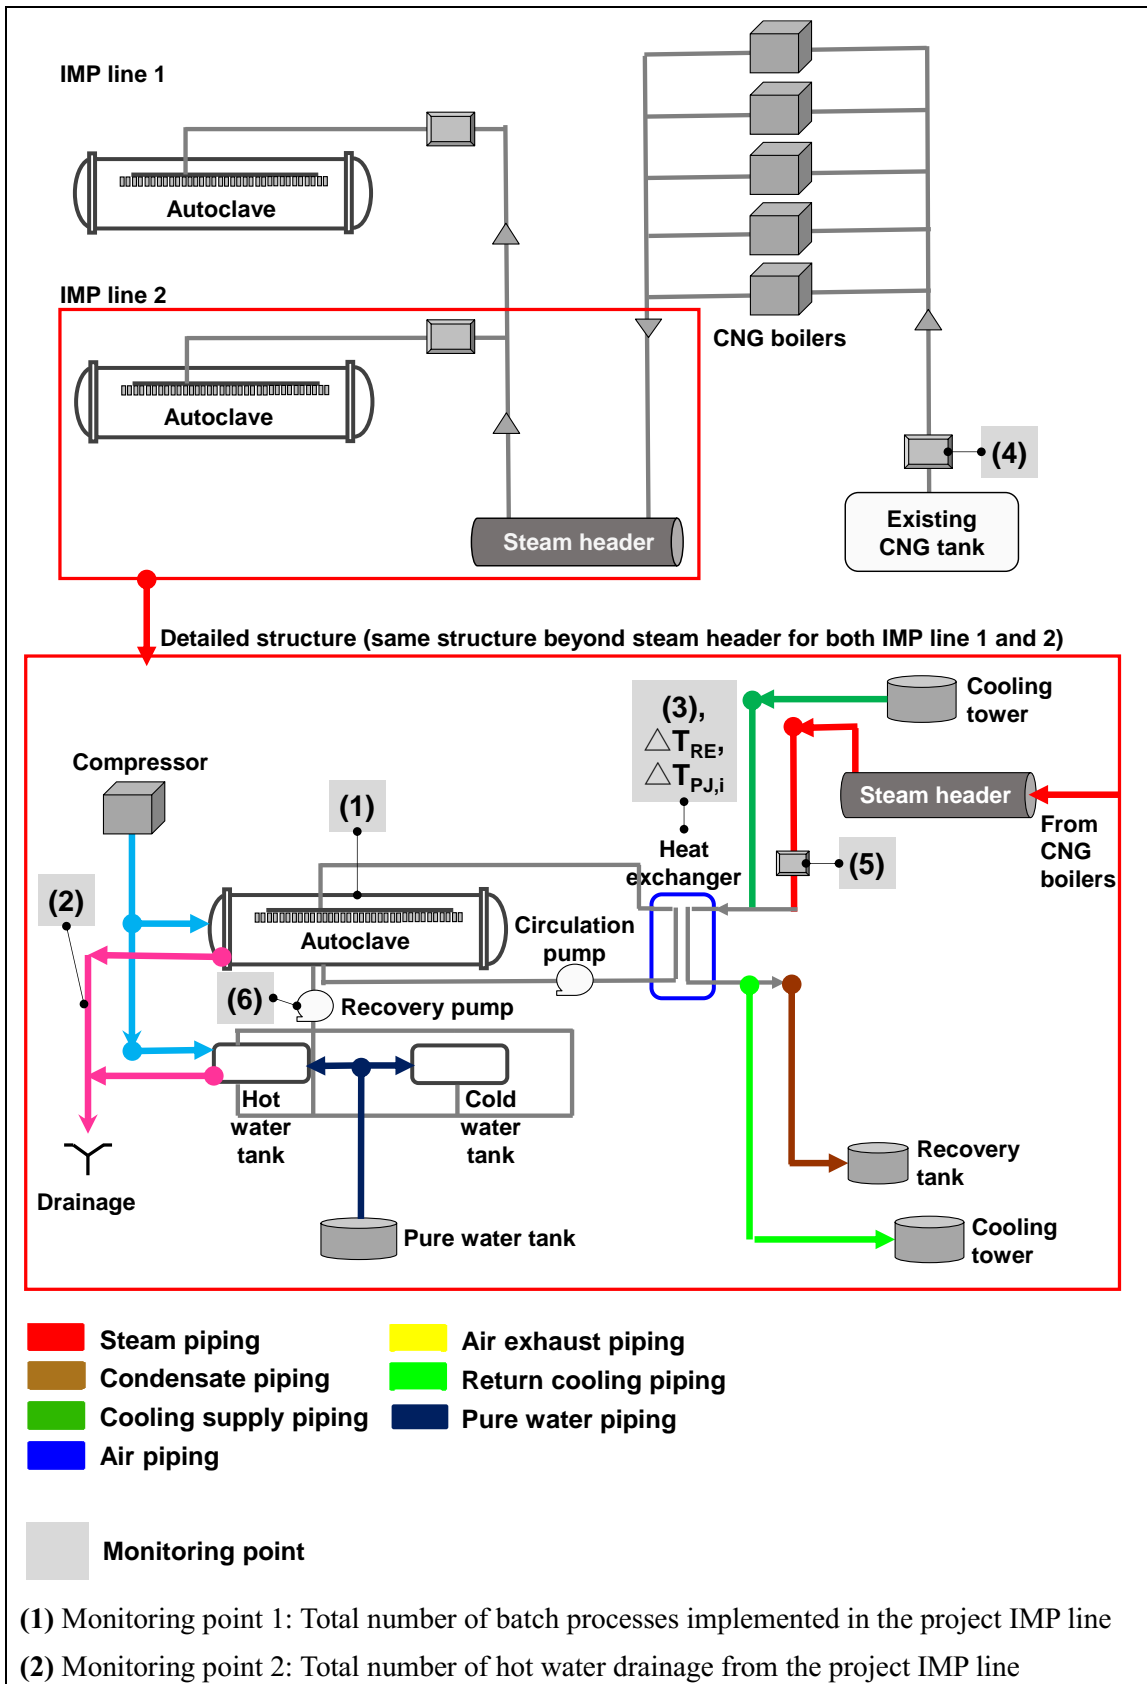 IMP line 1
Autoclave
IMP line 2
CNG boilers
Autoclave
(4)
Existing
CNG tank
Steam header
Detailed structure (same structure beyond steam header for both IMP line 1 and 2)
Cooling
tower
(3),
△T_RE,
△T_PJ,i
Compressor
Steam header
(1)
From
CNG
boilers
Heat
exchanger
(5)
(2)
Autoclave
Circulation
pump
(6)
Recovery pump
Hot
water
tank
Cold
water
tank
Recovery
tank
Drainage
Pure water tank
Cooling
tower
Steam piping
Air exhaust piping
Condensate piping
Return cooling piping
Cooling supply piping
Pure water piping
Air piping
Monitoring point
(1) Monitoring point 1: Total number of batch processes implemented in the project IMP line
(2) Monitoring point 2: Total number of hot water drainage from the project IMP line